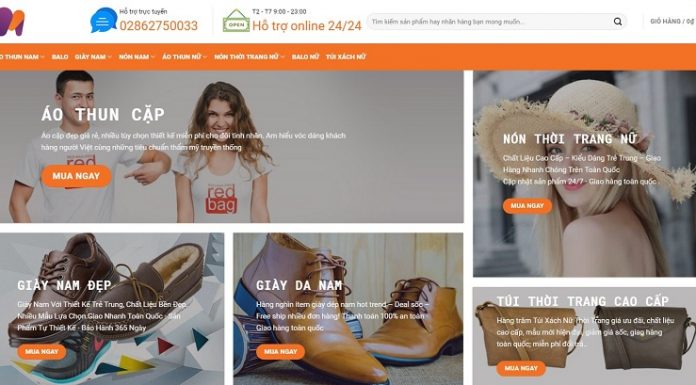 Hỗ trợ trực tuyến
02862750033
T2 - T7 9:00 - 23:00
Hỗ trợ online 24/24
OPEN
Tìm kiếm sản phẩm hay nhãn hàng bạn mong muốn...
GIỎ HÀNG / 0₫
O THUN NAM
BALO
GIÀY NAM
NÓN NAM
ÁO THUN NỮ
NÓN THỜI TRANG NỮ
BALO NỮ
TÚI XÁCH NỮ
ÁO THUN CẶP
Áo cặp đẹp giá rẻ, nhiều tùy chọn thiết kế miễn phí cho đôi tình nhân. Am hiểu vóc dáng khách
hàng người Việt cùng những tiêu chuẩn thẩm mỹ truyền thống
MUA NGAY
red
red
bag
NÓN THỜI TRANG NỮ
Chất Liệu Cao Cấp – Kiểu Dáng Trẻ Trung – Giao
Hàng Nhanh Chóng Trên Toàn Quốc
Cập nhật sản phẩm 24/7 - Giao hàng toàn quốc
MUA NGAY
GIÀY NAM ĐẸP
Giày Nam Với Thiết Kế Trẻ Trung, Chất Liệu Bền Đẹp.
Nhiều Mẫu Lựa Chọn.Giao Nhanh Toàn Quốc - Sản
Phẩm Tự Thiết Kế - Bảo Hành 365 Ngày
MUA NGAY
GIÀY DA NAM
Hàng nghìn item giày dép nam hot trend – Deal sốc –
Free ship nhiều đơn hàng! Thanh toán 100% an toàn -
Giao hàng toàn quốc
MUA NGAY
TÚI THỜI TRANG CAO CẤP
Hàng trăm Túi Xách Nữ Thời Trang giá ưu đãi, chất liệu
cao cấp, mẫu mới hiện đại, giảm giá sốc, giao hàng
toàn quốc; miễn phí đổi trả.
MUA NGAY